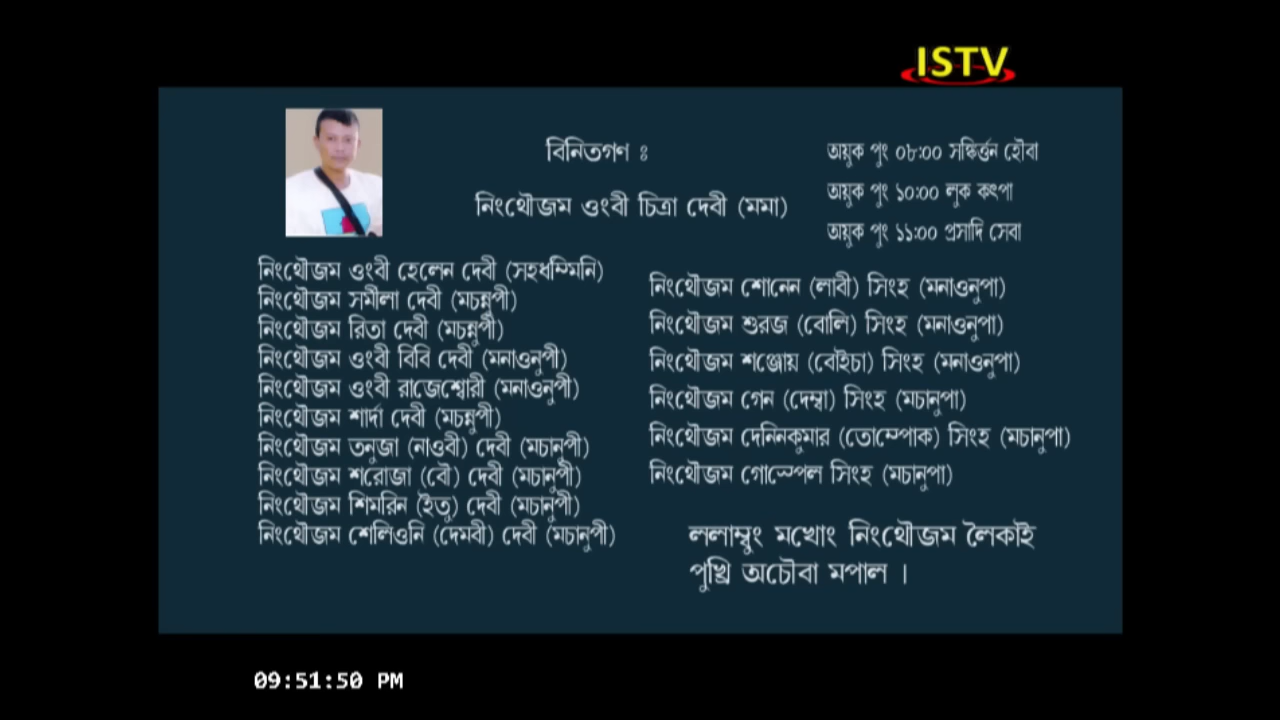 ISTV
বিনিতগণ ঃ
নিংথৌজম ওংবী চিত্রা দেবী (মমা)
অয়ুক পুং ০৮:০০ সঙ্কির্ত্তন হৌবা
অয়ুক পুং ১০:০০ লুক কৎপা
অয়ুক পুং ১১:০০ প্রসাদি সেবা
নিংথৌজম ওংবী হেলেন দেবী (সহধর্ম্মিনি)
নিংথৌজম সমীলা দেবী (মচন্নুপী)
নিংথৌজম রিতা দেবী (মচন্নুপী)
নিংথৌজম ওংবী বিবি দেবী (মনাওনুপী)
নিংথৌজম ওংবী রাজেশ্বোরী (মনাওনুপী)
নিংথৌজম শার্দা দেবী (মচন্নুপী)
নিংথৌজম তনুজা (নাওবী) দেবী (মচানুপী)
নিংথৌজম শরোজা (বৌ) দেবী (মচানুপী)
নিংথৌজম শিমরিন (ইতু) দেবী (মচানুপী)
নিংথৌজম শেলিওনি (দেমবী) দেবী (মচানুপী)
নিংথৌজম শোনেন (লাবী) সিংহ (মনাওনুপা)
নিংথৌজম শুরজ (বোলি) সিংহ (মনাওনুপা)
নিংথৌজম শঞ্জোয় (বোইচা) সিংহ (মনাওনুপা)
নিংথৌজম গেন (দেম্বা) সিংহ (মচানুপা)
নিংথৌজম দেনিনকুমার (তোম্পোক) সিংহ (মচানুপা)
নিংথৌজম গোস্পেল সিংহ (মচানুপা)
ললাম্বুং মখোং নিংথৌজম লৈকাই
পুখ্রি অচৌবা মপাল ।
09:51:50 PM